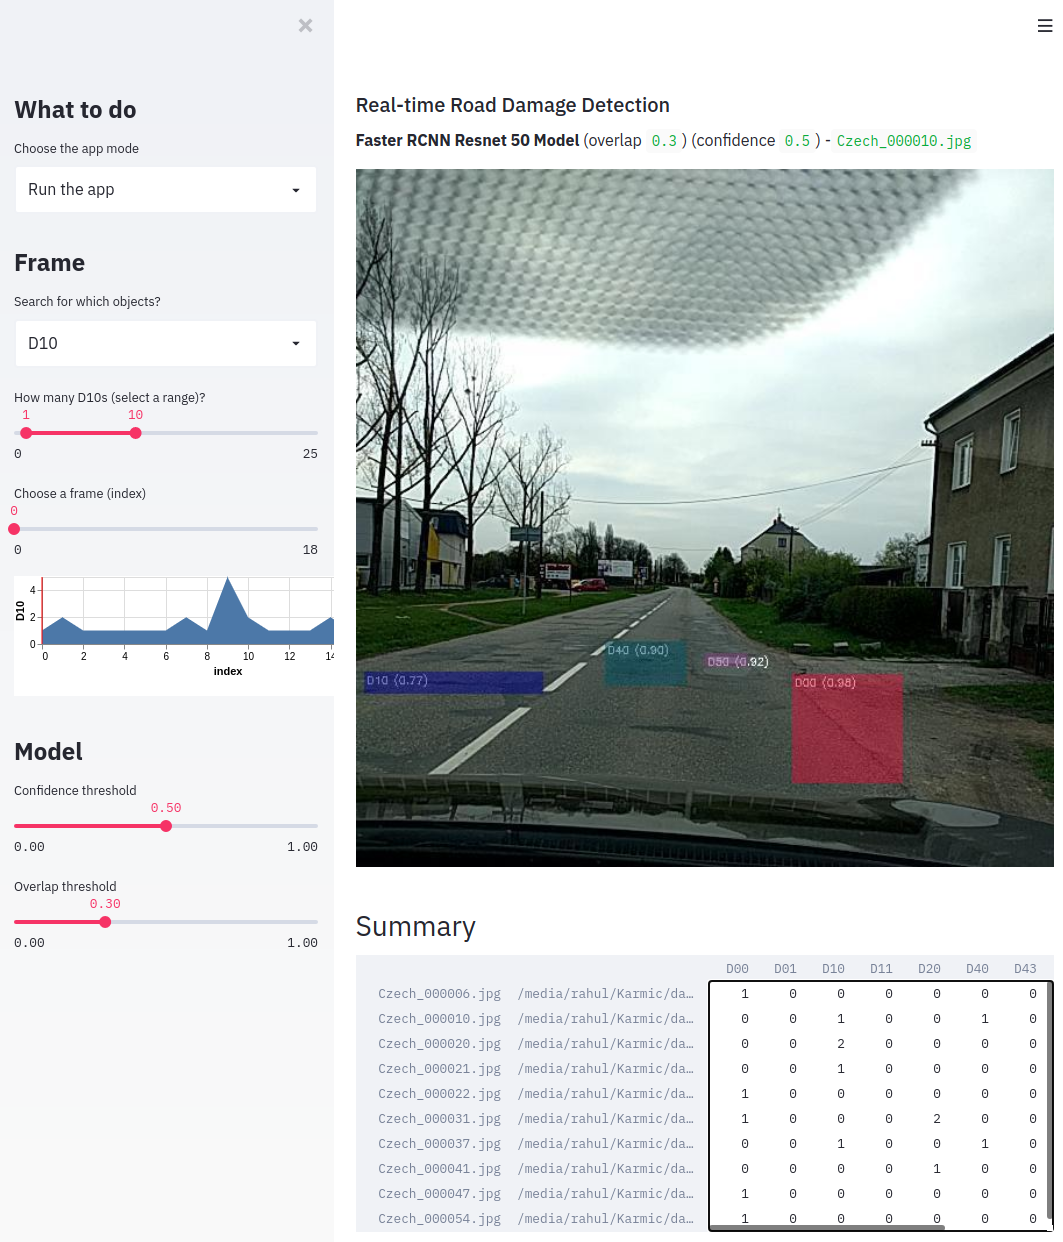 ×
What to do
Choose the app mode
Run the app
Frame
Search for which objects?
D10
How many D10s (select a range)?
1 10
0 25
Choose a frame (index)
0
0 18
D10
4
2
0
0 2 4 6 8 10 12 14
index
Model
Confidence threshold
0.50
0.00 1.00
Overlap threshold
0.30
0.00 1.00
Real-time Road Damage Detection
Faster RCNN Resnet 50 Model (overlap 0.3 ) (confidence 0.5 ) - Czech_000010.jpg
D40 (0.90)
D50 (0.92)
D10 (0.77)
D00 (0.98)
Summary
D00 D01 D10 D11 D20 D40 D43
Czech_000006.jpg /media/rahul/Karmic/da… 1 0 0 0 0 0 0
Czech_000010.jpg /media/rahul/Karmic/da… 0 0 1 0 0 1 0
Czech_000020.jpg /media/rahul/Karmic/da… 0 0 2 0 0 0 0
Czech_000021.jpg /media/rahul/Karmic/da… 0 0 1 0 0 0 0
Czech_000022.jpg /media/rahul/Karmic/da… 1 0 0 0 0 0 0
Czech_000031.jpg /media/rahul/Karmic/da… 1 0 0 0 2 0 0
Czech_000037.jpg /media/rahul/Karmic/da… 0 0 1 0 0 1 0
Czech_000041.jpg /media/rahul/Karmic/da… 0 0 0 0 1 0 0
Czech_000047.jpg /media/rahul/Karmic/da… 1 0 0 0 0 0 0
Czech_000054.jpg /media/rahul/Karmic/da… 1 0 0 0 0 0 0